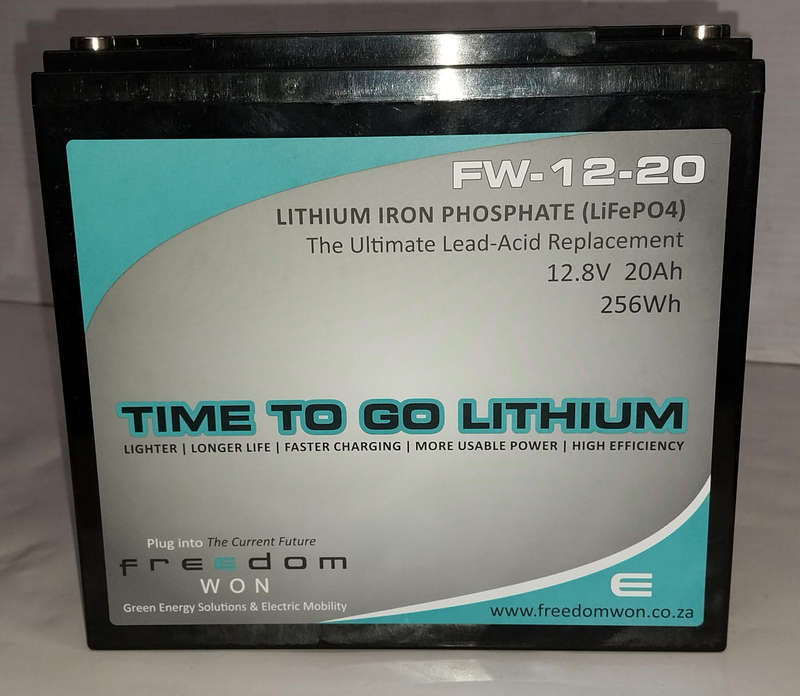 FW-12-20
LITHIUM IRON PHOSPHATE (LiFePO4)
The Ultimate Lead-Acid Replacement
12.8V 20Ah
256Wh
TIME TO GO LITHIUM
LIGHTER | LONGER LIFE | FASTER CHARGING | MORE USABLE POWER | HIGH EFFICIENCY
Plug into The Current Future
freedom
WON
Green Energy Solutions & Electric Mobility
www.freedomwon.co.za